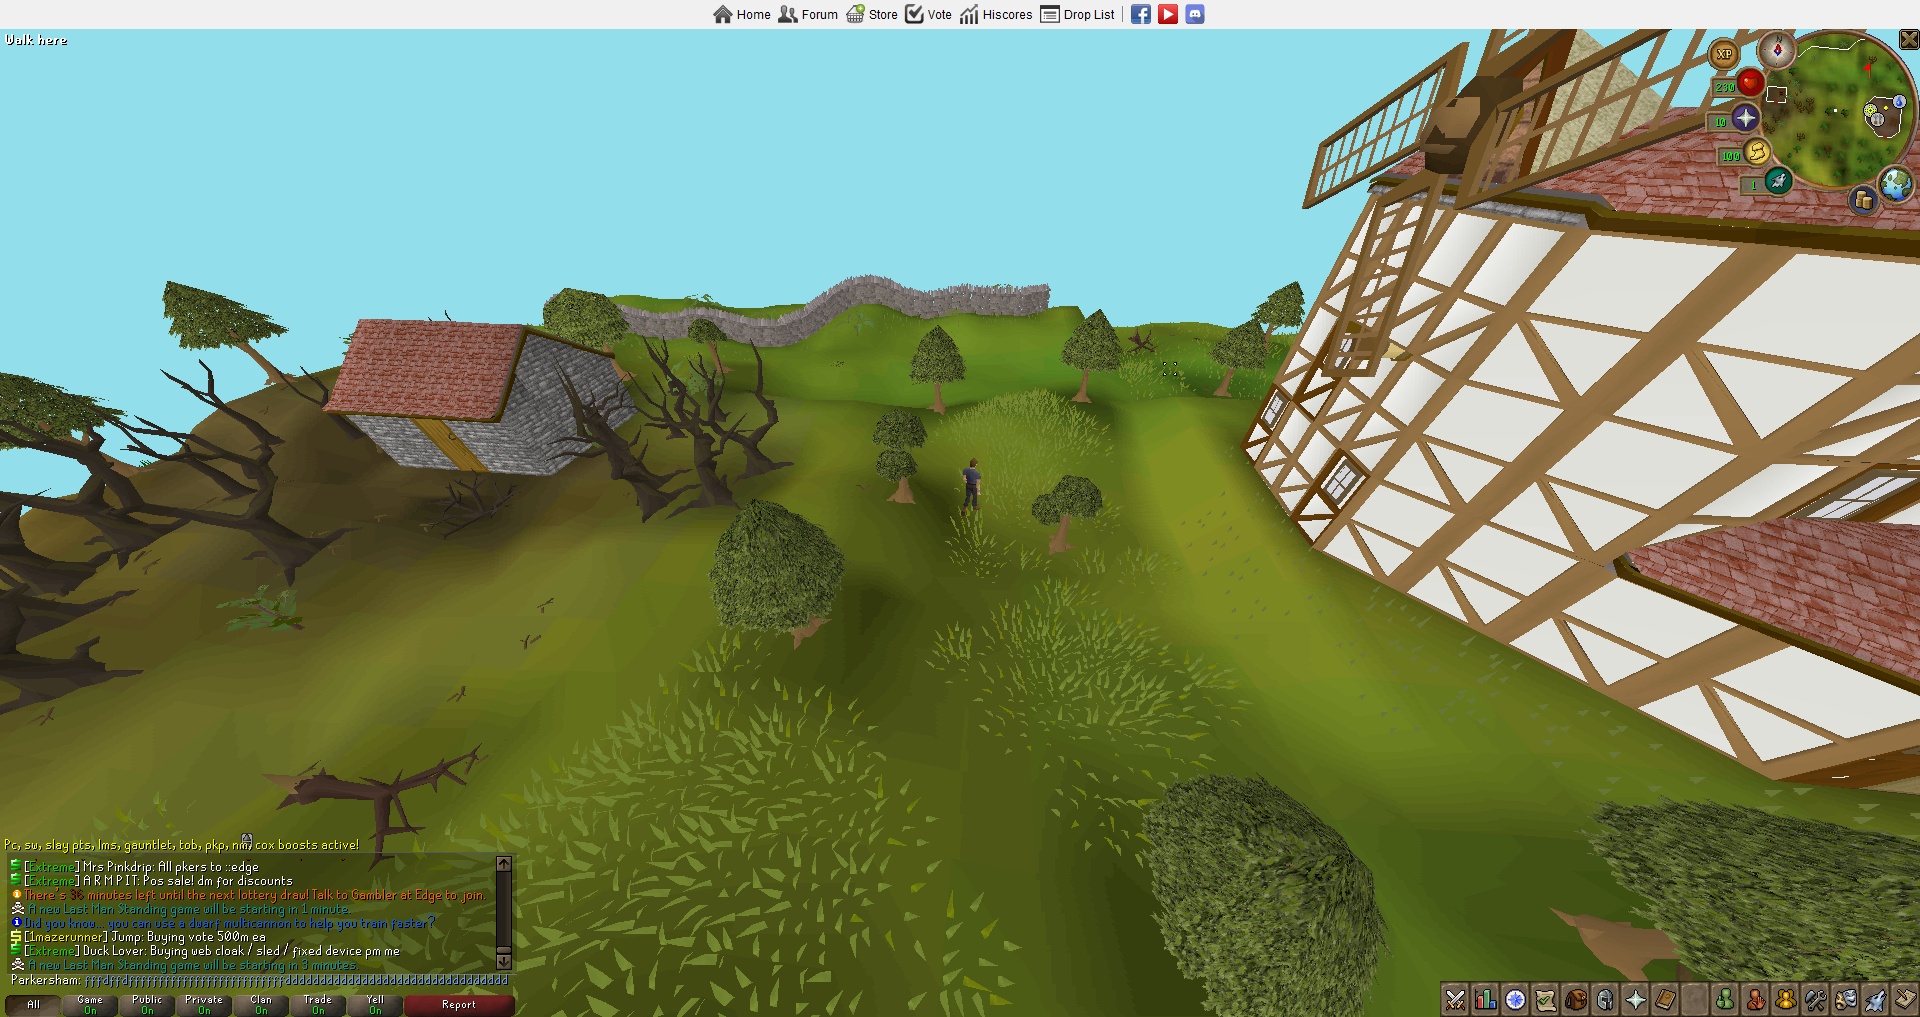 Home Forum Store Vote Hiscores Drop List
Walk here
XP
N
230
10
100
1
Pc, sw, slay pts, lms, gauntlet, tob, pkp, nm, cox boosts active!
[Extreme] Mrs Pinkdrip: All pkers to ::edge
[Extreme] A R M P I T: Pos sale! dm for discounts
There's 36 minutes left until the next lottery draw! Talk to Gambler at Edge to join.
A new Last Man Standing game will be starting in 1 minute.
Did you know... you can use a dwarf multicannon to help you train faster?
[1mazerunner] Jump: Buying vote 500m ea
[Extreme] Duck Lover: Buying web cloak / sled / fixed device pm me
A new Last Man Standing game will be starting in 3 minutes.
Parkersham:
All Game Public Private Clan Trade Yell Report
On On On On On On